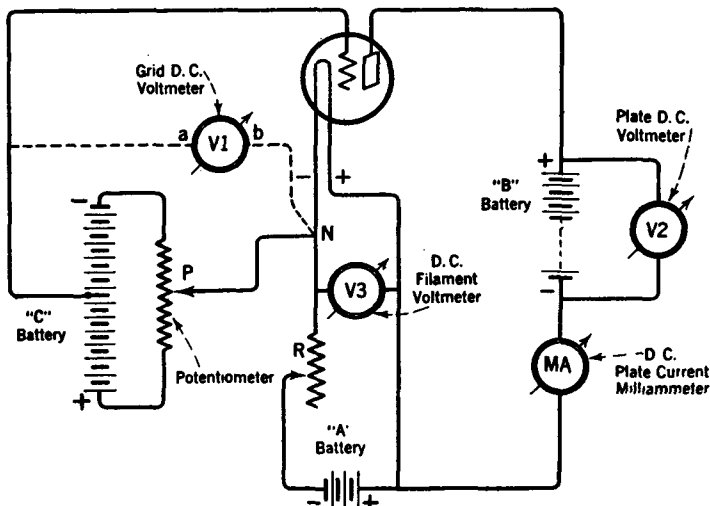 Grid D.C.
Voltmeter
a
V1
b
Plate D.C.
Voltmeter
- +
+
"B"
Battery
V2
-
N
-
P
D.C.
Filament
Voltmeter
V3
"C"
Battery
R
Potentiometer
+
MA
D C.
Plate Current
Milliammeter
"A'
Battery
- +